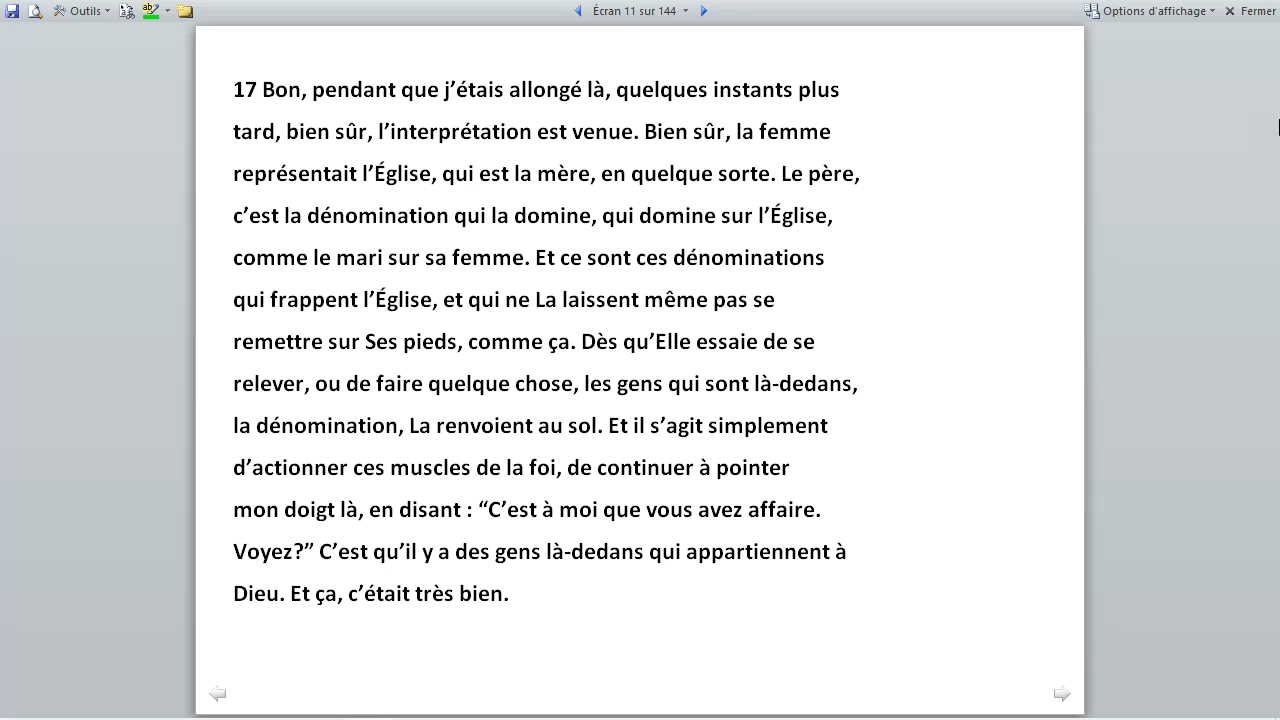 Outils
Écran 11 sur 144
Options d'affichage
Fermer
17 Bon, pendant que j’étais allongé là, quelques instants plus
tard, bien sûr, l’interprétation est venue. Bien sûr, la femme
représentait l’Église, qui est la mère, en quelque sorte. Le père,
c’est la dénomination qui la domine, qui domine sur l’Église,
comme le mari sur sa femme. Et ce sont ces dénominations
qui frappent l’Église, et qui ne La laissent même pas se
remettre sur Ses pieds, comme ça. Dès qu’Elle essaie de se
relever, ou de faire quelque chose, les gens qui sont là-dedans,
la dénomination, La renvoient au sol. Et il s’agit simplement
d’actionner ces muscles de la foi, de continuer à pointer
mon doigt là, en disant : “C’est à moi que vous avez affaire.
Voyez?” C’est qu’il y a des gens là-dedans qui appartiennent à
Dieu. Et ça, c’était très bien.